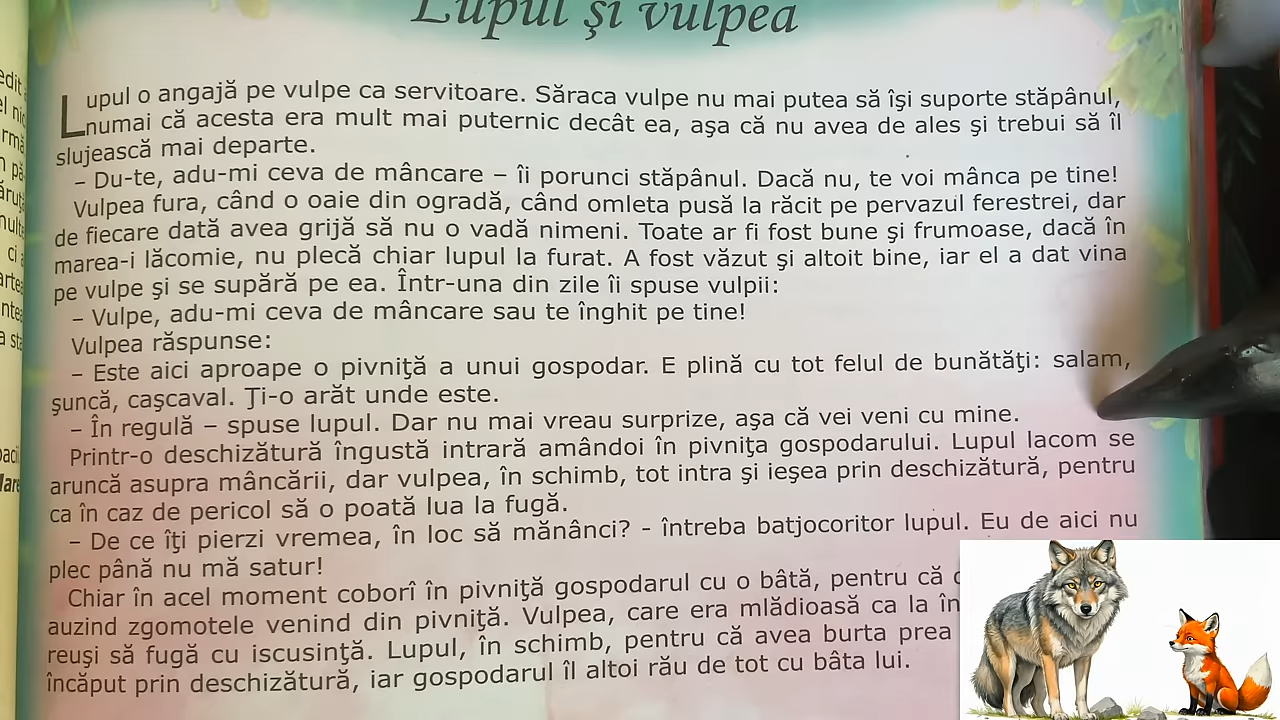 Lupul şi vulpea
Lupul o angajă pe vulpe ca servitoare. Săraca vulpe nu mai putea să îşi suporte stăpânul,
numai că acesta era mult mai puternic decât ea, aşa că nu avea de ales şi trebui să îl
slujească mai departe.
– Du-te, adu-mi ceva de mâncare – îi porunci stăpânul. Dacă nu, te voi mânca pe tine!
Vulpea fura, când o oaie din ogradă, când omleta pusă la răcit pe pervazul ferestrei, dar
de fiecare dată avea grijă să nu o vadă nimeni. Toate ar fi fost bune şi frumoase, dacă în
marea-i lăcomie, nu plecă chiar lupul la furat. A fost văzut şi altoit bine, iar el a dat vina
pe vulpe şi se supără pe ea. Într-una din zile îi spuse vulpii:
– Vulpe, adu-mi ceva de mâncare sau te înghit pe tine!
Vulpea răspunse:
– Este aici aproape o pivniţă a unui gospodar. E plină cu tot felul de bunătăţi: salam,
şuncă, caşcaval. Ţi-o arăt unde este.
– În regulă – spuse lupul. Dar nu mai vreau surprize, aşa că vei veni cu mine.
Printr-o deschizătură îngustă intrară amândoi în pivniţa gospodarului. Lupul lacom se
aruncă asupra mâncării, dar vulpea, în schimb, tot intra şi ieşea prin deschizătură, pentru
ca în caz de pericol să o poată lua la fugă.
– De ce îţi pierzi vremea, în loc să mănânci? - întreba batjocoritor lupul. Eu de aici nu
plec până nu mă satur!
Chiar în acel moment coborî în pivniţă gospodarul cu o bâtă, pentru că
auzind zgomotele venind din pivniţă. Vulpea, care era mlădioasă ca la
reuşi să fugă cu iscusinţă. Lupul, în schimb, pentru că avea burta prea
încăput prin deschizătură, iar gospodarul îl altoi rău de tot cu bâta lui.